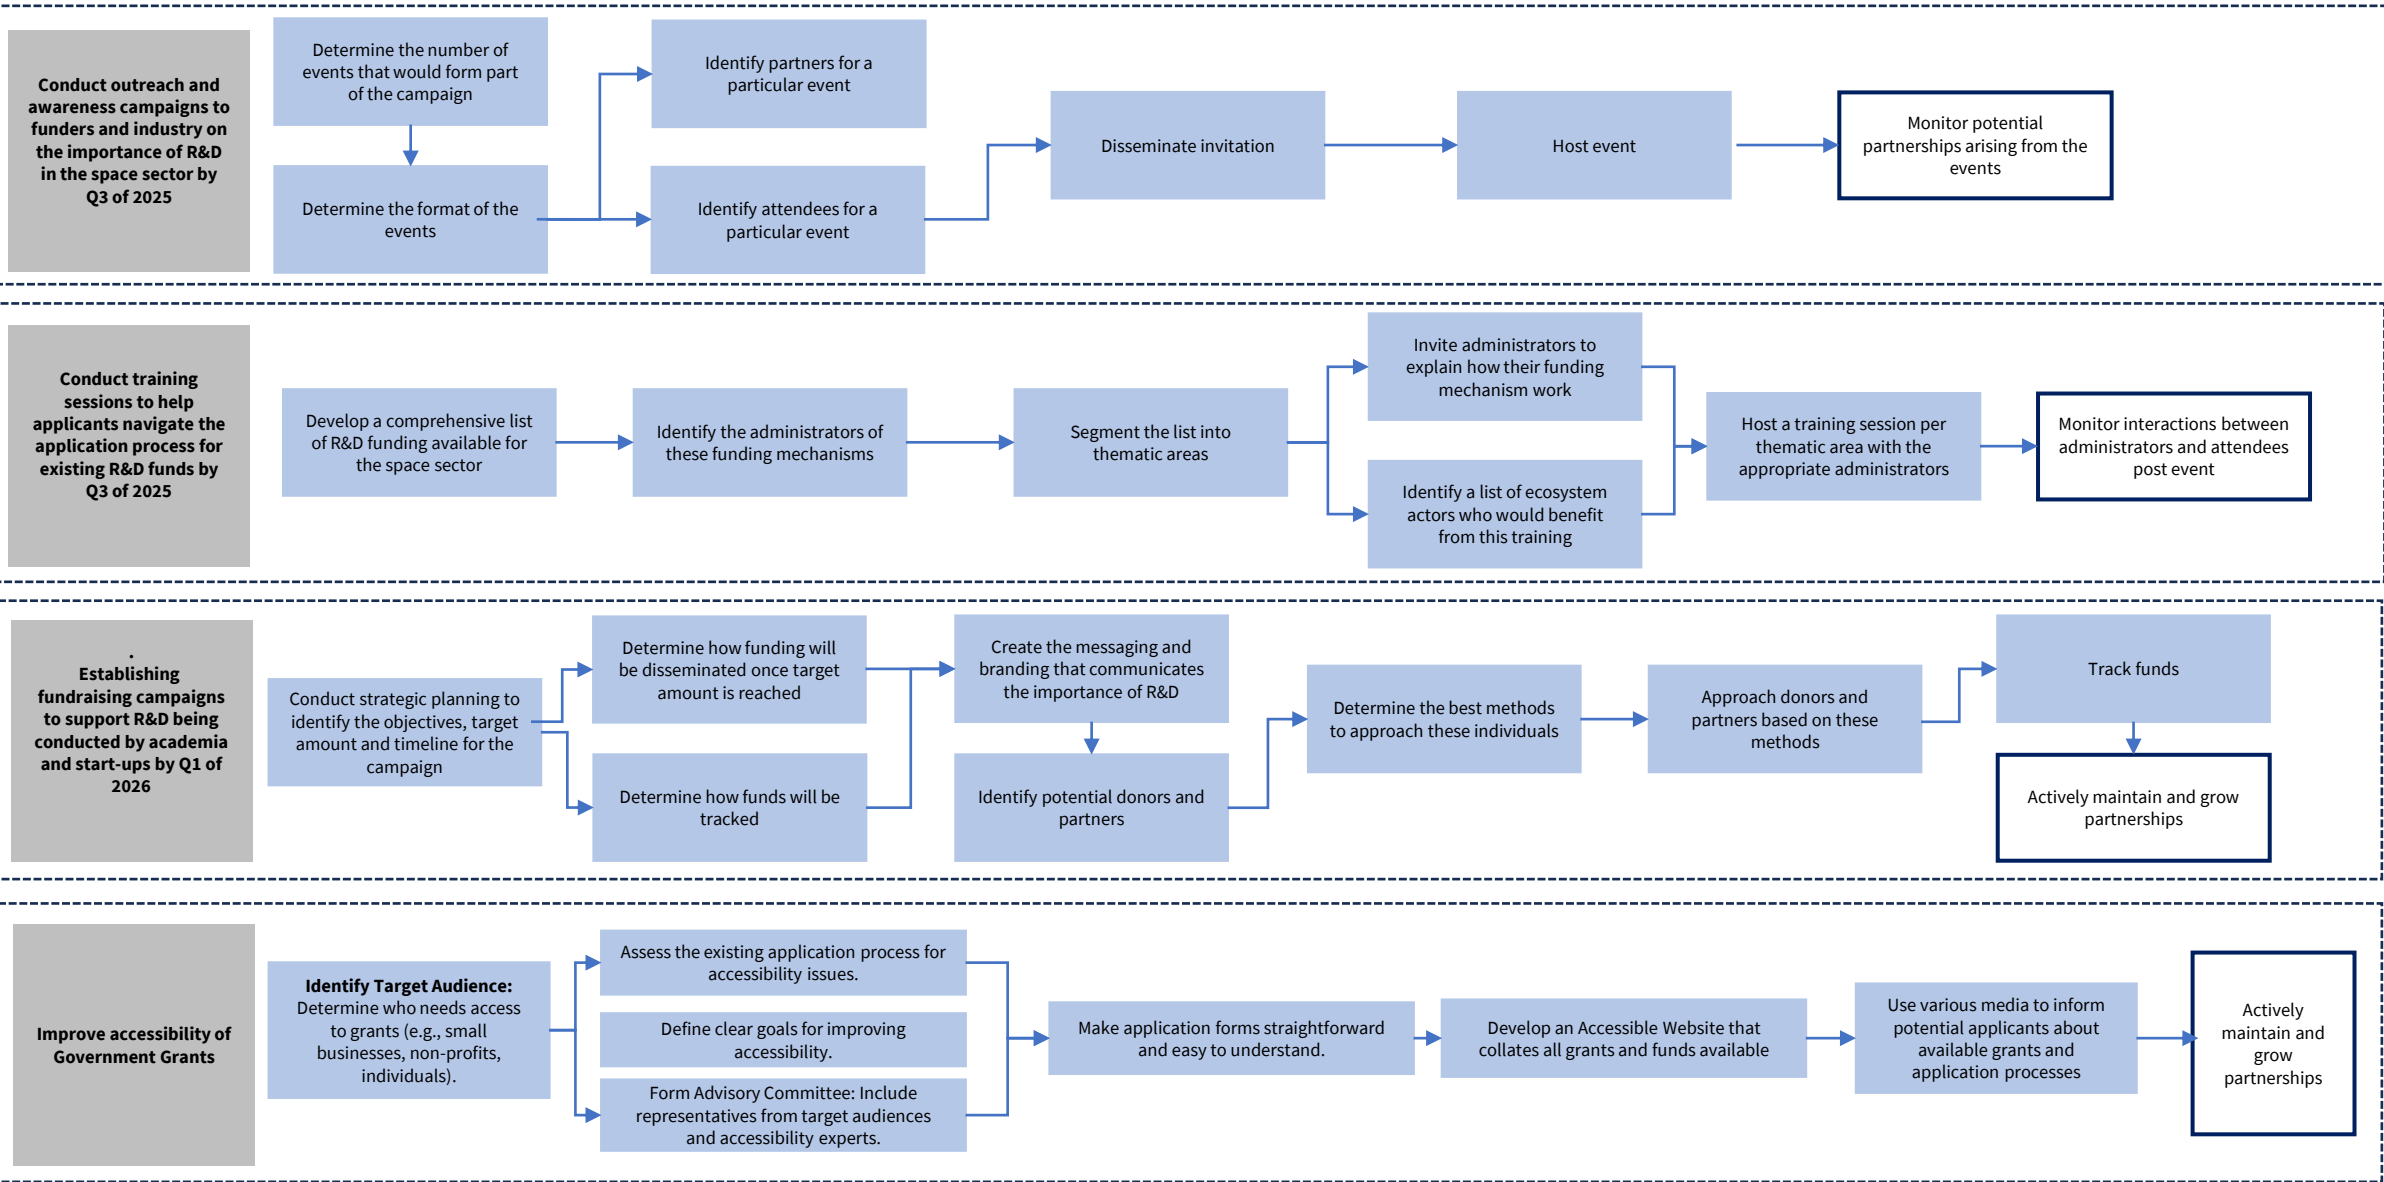 Conduct outreach and
awareness campaigns to
funders and industry on
the importance of R&D
in the space sector by
Q3 of 2025
Determine the number of
events that would form part
of the campaign
Determine the format of the
events
Identify partners for a
particular event
Identify attendees for a
particular event
Disseminate invitation
Host event
Monitor potential
partnerships arising from the
events
Conduct training
sessions to help
applicants navigate the
application process for
existing R&D funds by
Q3 of 2025
Develop a comprehensive list
of R&D funding available for
the space sector
Identify the administrators of
these funding mechanisms
Segment the list into
thematic areas
Invite administrators to
explain how their funding
mechanism work
Identify a list of ecosystem
actors who would benefit
from this training
Host a training session per
thematic area with the
appropriate administrators
Monitor interactions between
administrators and attendees
post event
.
Establishing
fundraising campaigns
to support R&D being
conducted by academia
and start-ups by Q1 of
2026
Conduct strategic planning to
identify the objectives, target
amount and timeline for the
campaign
Determine how funding will
be disseminated once target
amount is reached
Determine how funds will be
tracked
Create the messaging and
branding that communicates
the importance of R&D
Identify potential donors and
partners
Determine the best methods
to approach these individuals
Approach donors and
partners based on these
methods
Track funds
Actively maintain and grow
partnerships
Improve accessibility of
Government Grants
Identify Target Audience:
Determine who needs access
to grants (e.g., small
businesses, non-profits,
individuals).
Assess the existing application process for
accessibility issues.
Define clear goals for improving
accessibility.
Form Advisory Committee: Include
representatives from target audiences
and accessibility experts.
Make application forms straightforward
and easy to understand.
Develop an Accessible Website that
collates all grants and funds available
Use various media to inform
potential applicants about
available grants and
application processes
Actively
maintain and
grow
partnerships